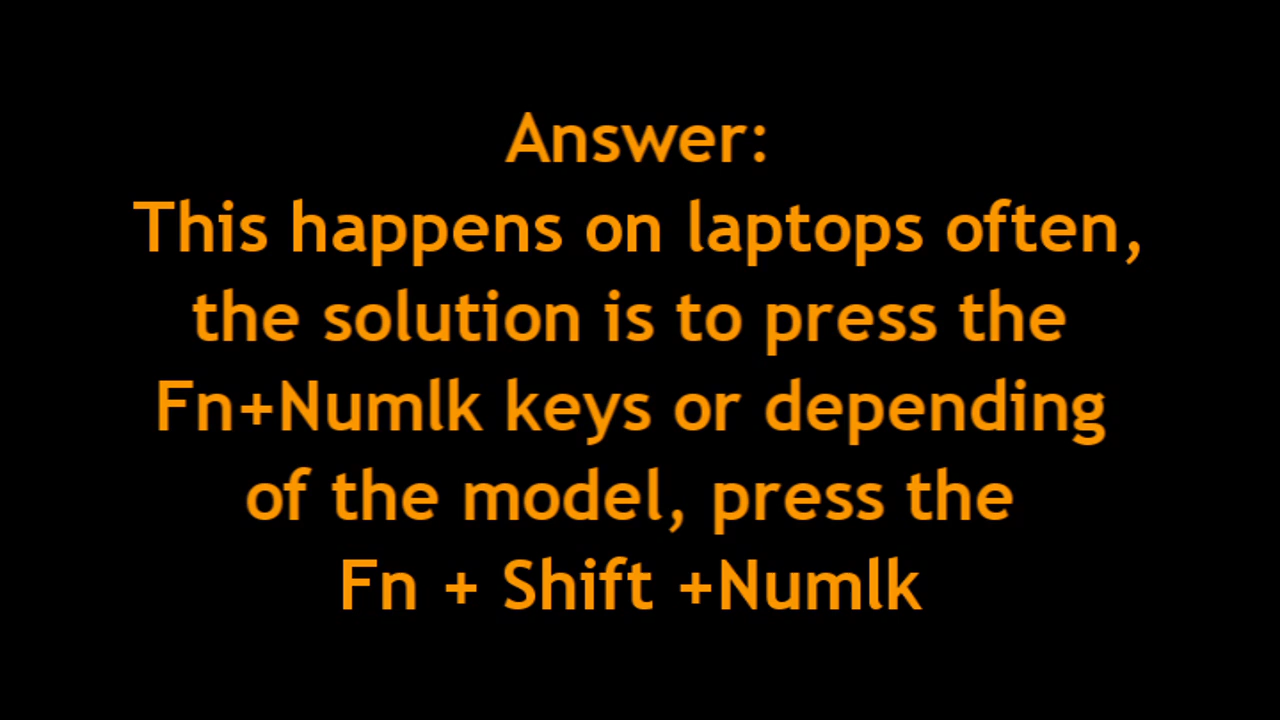 Answer:
This happens on laptops often,
the solution is to press the
Fn+Numlk keys or depending
of the model, press the
Fn + Shift +Numlk